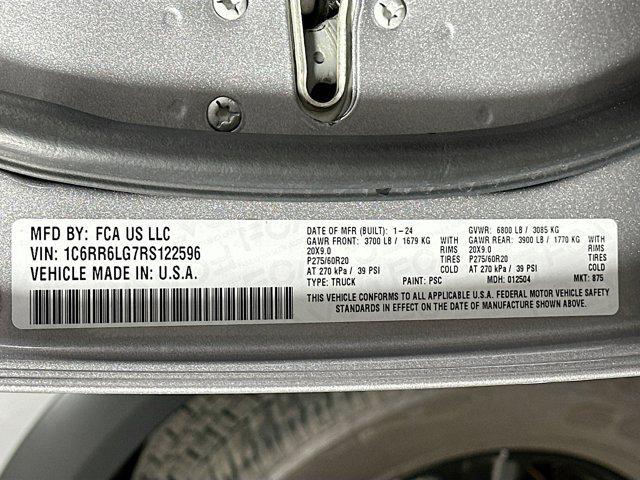 MFD BY: FCA US LLC
VIN: 1C6RR6LG7RS122596
VEHICLE MADE IN: U.S.A.
DATE OF MFR (BUILT): 1-24 GVWR: 6800 LB / 3085 KG
GAWR FRONT: 3700 LB / 1679 KG WITH GAWR REAR: 3900 LB / 1770 KG WITH
20X9.0 RIMS 20X9.0 RIMS
P275/60R20 TIRES P275/60R20 TIRES
AT 270 kPa / 39 PSI COLD AT 270 kPa / 39 PSI COLD
TYPE: TRUCK PAINT: PSC MDH: 012504 MKT: 875
THIS VEHICLE CONFORMS TO ALL APPLICABLE U.S.A. FEDERAL MOTOR VEHICLE SAFETY
STANDARDS IN EFFECT ON THE DATE OF MANUFACTURE SHOWN ABOVE.